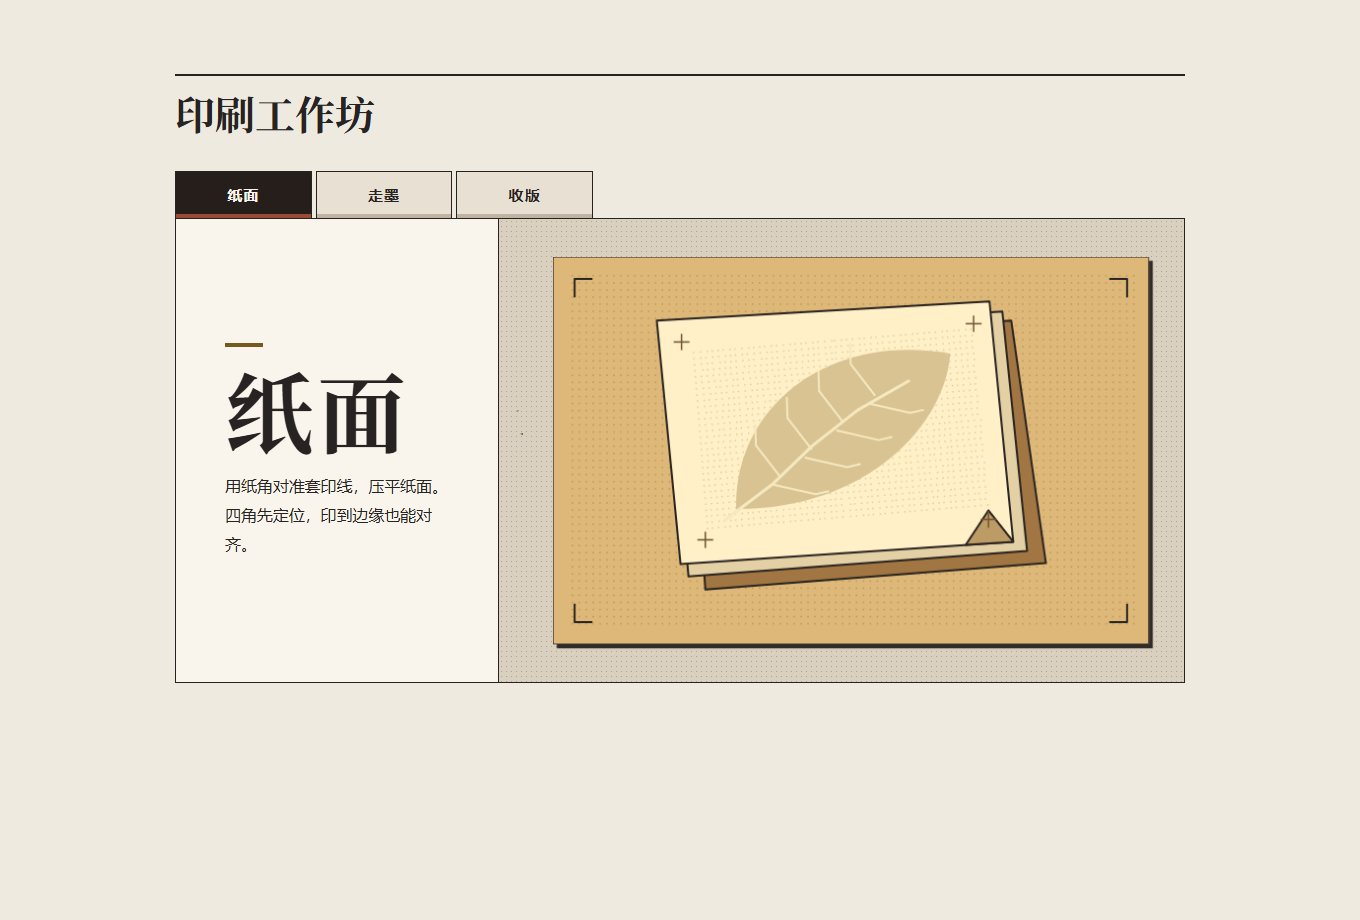 印刷工作坊
纸面
走墨
收版
纸面
用纸角对准套印线，压平纸面。
四角先定位，印到边缘也能对
齐。